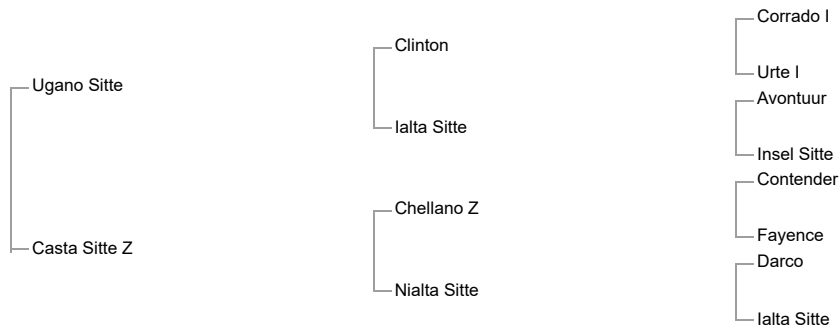 Corrado I
Clinton
Urte I
Ugano Sitte
Avontuur
Ialta Sitte
Insel Sitte
Contender
Chellano Z
Fayence
Casta Sitte Z
Darco
Nialta Sitte
Ialta Sitte